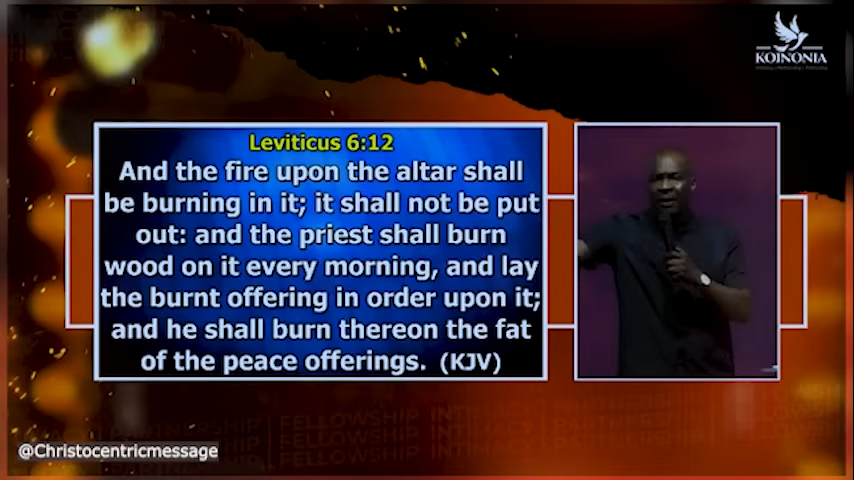 KOINONIA
Leviticus 6:12
And the fire upon the altar shall
be burning in it; it shall not be put
out: and the priest shall burn
wood on it every morning, and lay
the burnt offering in order upon it;
and he shall burn thereon the fat
of the peace offerings. (KJV)
FELLOWSHIP
FELLOWSHIP
FELLOWSHIP
@Christocentricmessage